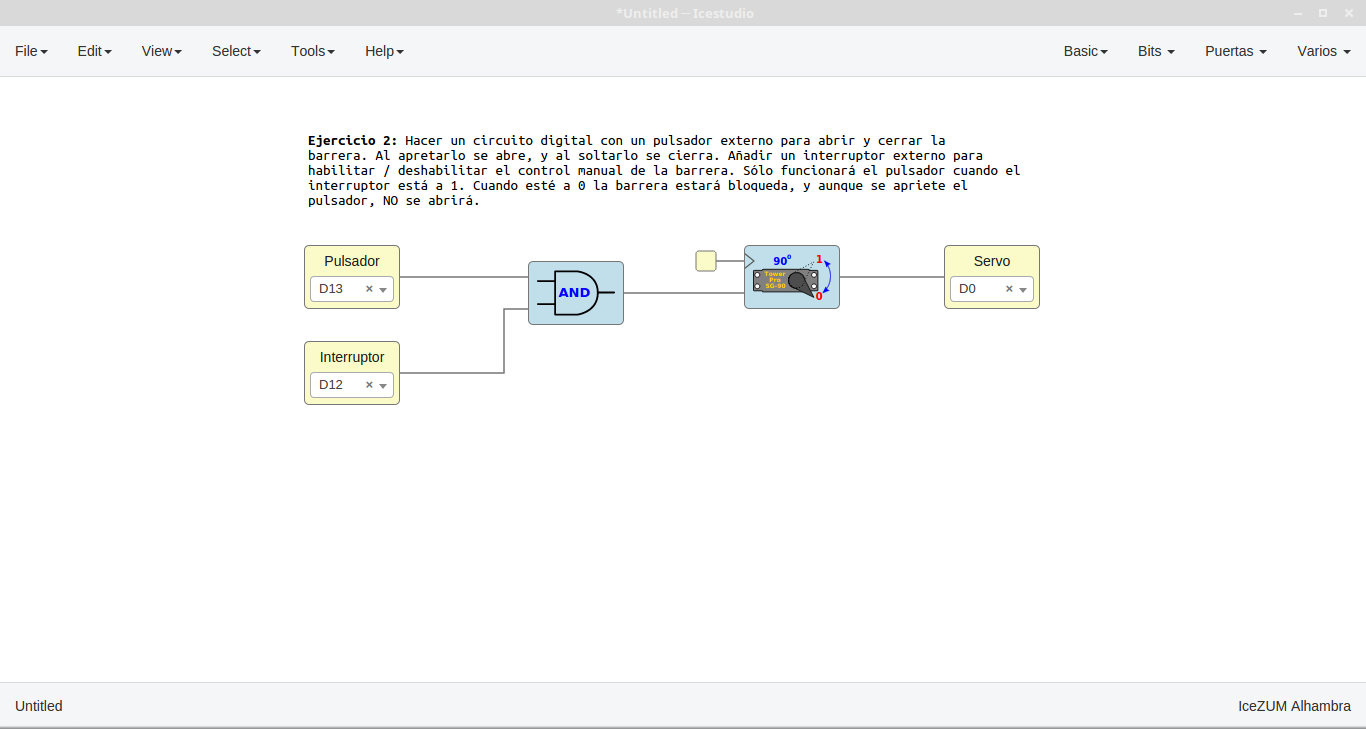 *Untitled — Icestudio
File Edit View Select Tools Help Basic Bits Puertas Varios
Ejercicio 2: Hacer un circuito digital con un pulsador externo para abrir y cerrar la
barrera. Al apretarlo se abre, y al soltarlo se cierra. Añadir un interruptor externo para
habilitar / deshabilitar el control manual de la barrera. Sólo funcionará el pulsador cuando el
interruptor está a 1. Cuando esté a 0 la barrera estará bloqueda, y aunque se apriete el
pulsador, NO se abrirá.
Pulsador
D13 ×
AND
90º 1
Tower
Pro
SG-90
0
Servo
D0 ×
Interruptor
D12 ×
Untitled IceZUM Alhambra